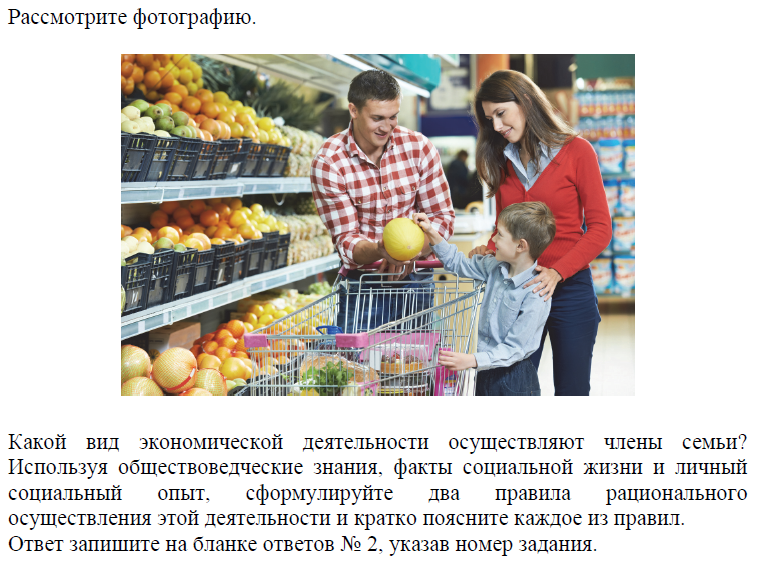 Рассмотрите фотографию.
Какой вид экономической деятельности осуществляют члены семьи?
Используя обществоведческие знания, факты социальной жизни и личный
социальный опыт, сформулируйте два правила рационального
осуществления этой деятельности и кратко поясните каждое из правил.
Ответ запишите на бланке ответов № 2, указав номер задания.